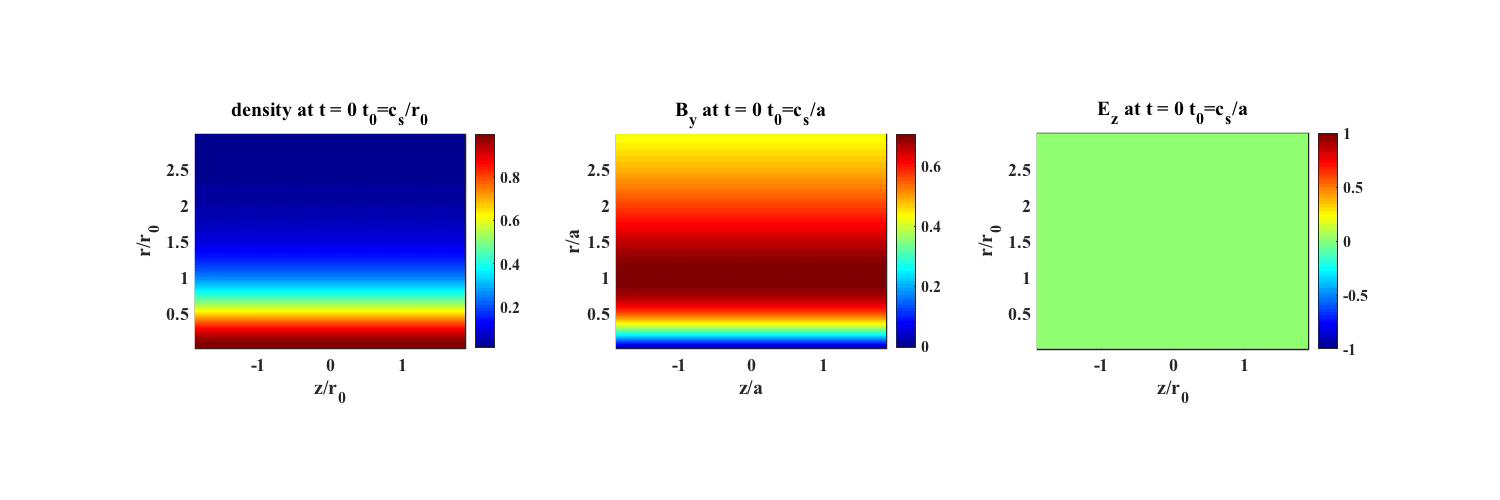 density at t = 0 t0=cs/r0
2.5
2
1.5
1
0.5
r/r0
-1 0 1
z/r0
0.8
0.6
0.4
0.2
By at t = 0 t0=cs/a
2.5
2
1.5
1
0.5
r/a
-1 0 1
z/a
0.6
0.4
0.2
0
Ez at t = 0 t0=cs/a
2.5
2
1.5
1
0.5
r/r0
-1 0 1
z/r0
1
0.5
0
-0.5
-1